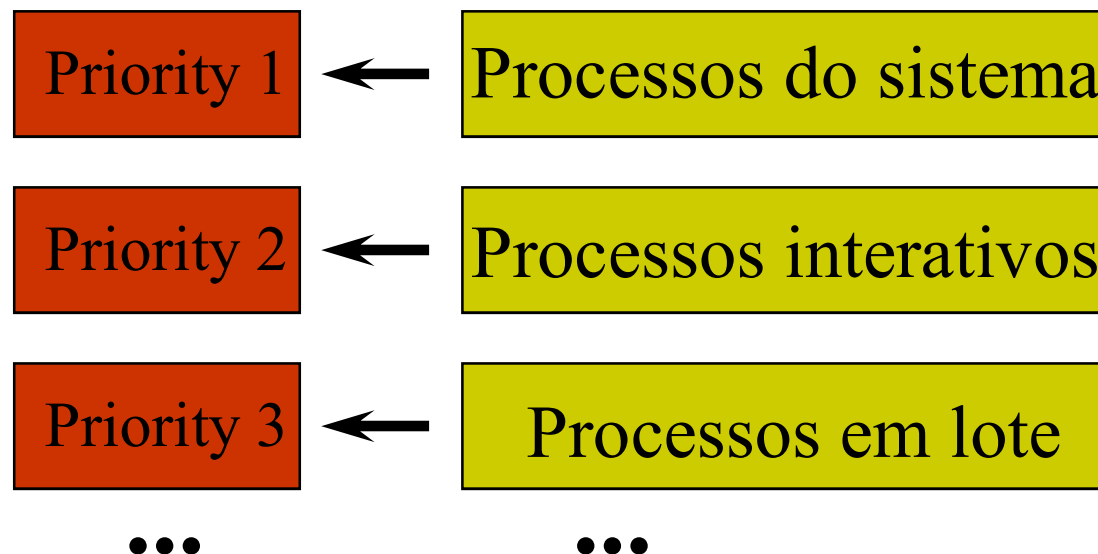 Priority 1 Processos do sistema
Priority 2 Processos interativos
Priority 3 Processos em lote
... ...